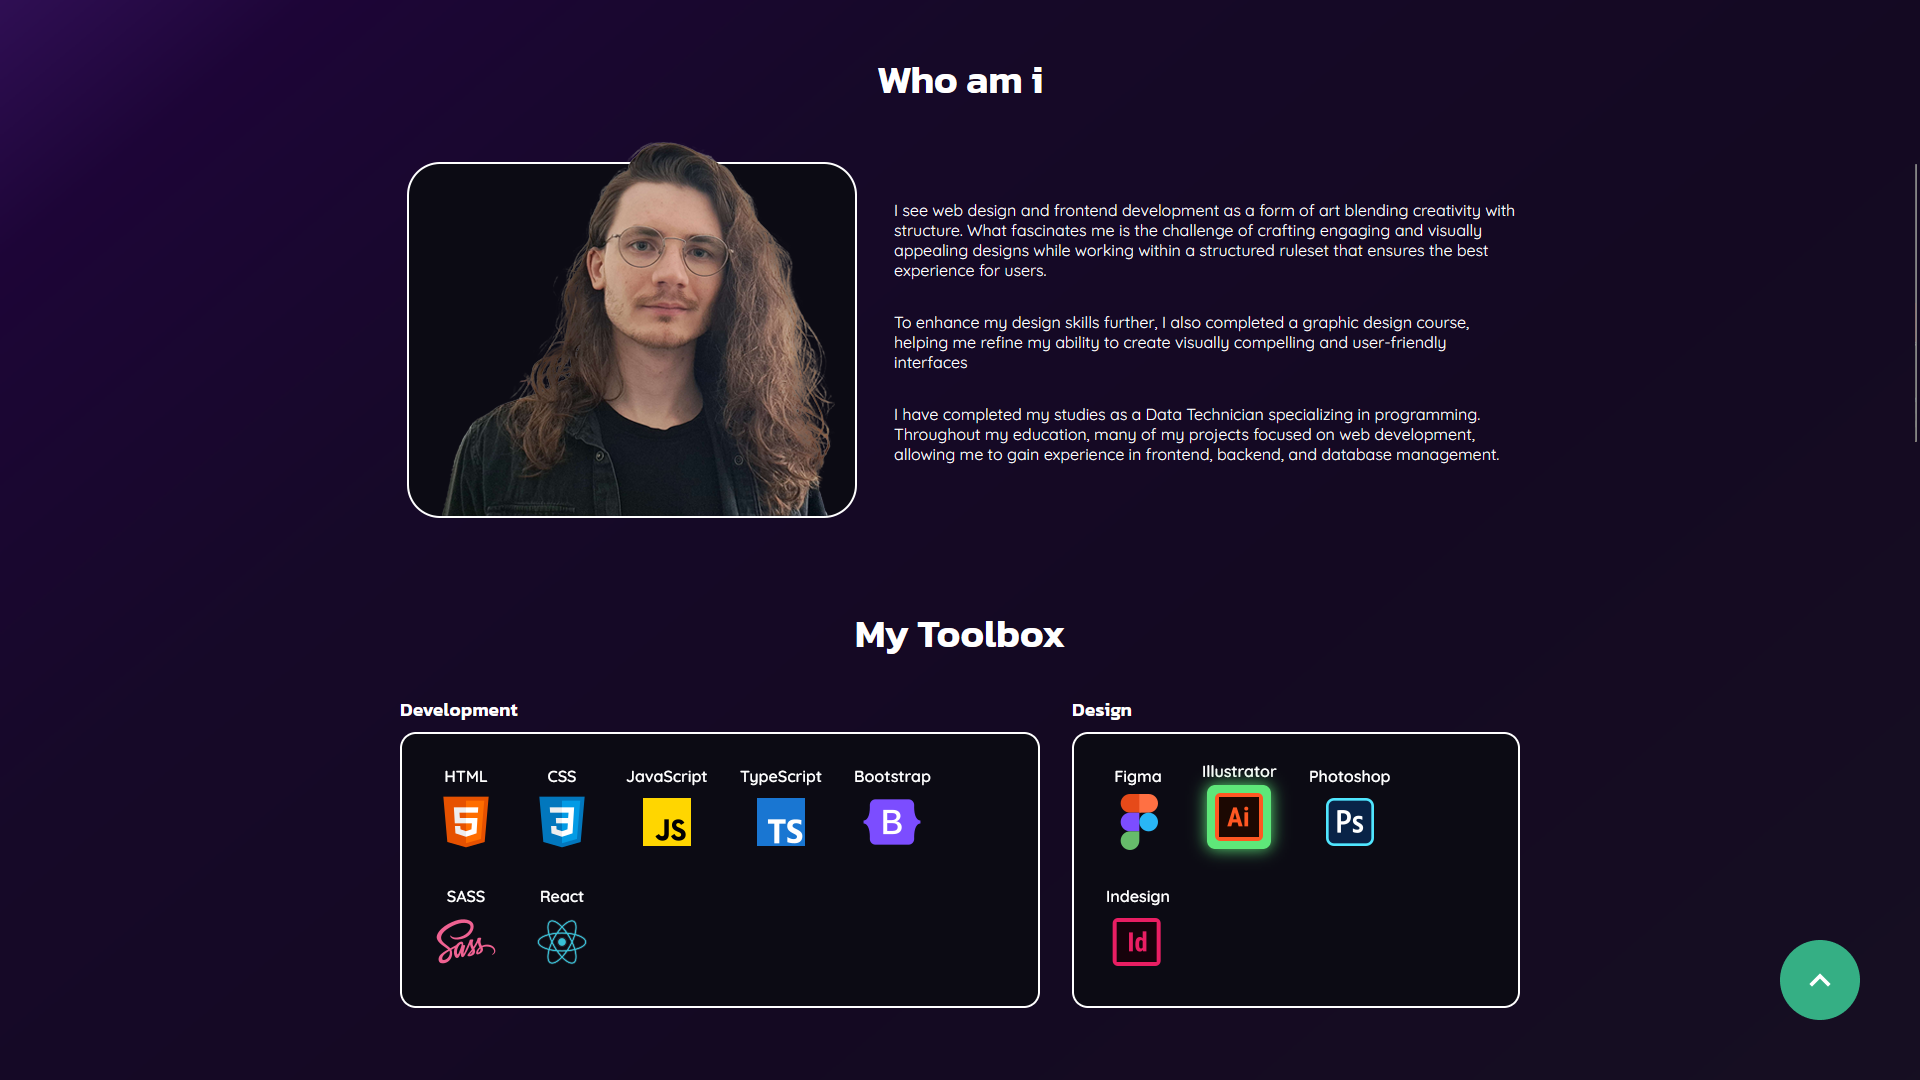 Who am i
I see web design and frontend development as a form of art blending creativity with
structure. What fascinates me is the challenge of crafting engaging and visually
appealing designs while working within a structured ruleset that ensures the best
experience for users.
To enhance my design skills further, I also completed a graphic design course,
helping me refine my ability to create visually compelling and user-friendly
interfaces
I have completed my studies as a Data Technician specializing in programming.
Throughout my education, many of my projects focused on web development,
allowing me to gain experience in frontend, backend, and database management.
My Toolbox
Development
HTML CSS JavaScript TypeScript Bootstrap
5 3 JS TS B
SASS React
Sass
Design
Figma Illustrator Photoshop
Ai Ps
Indesign
Id